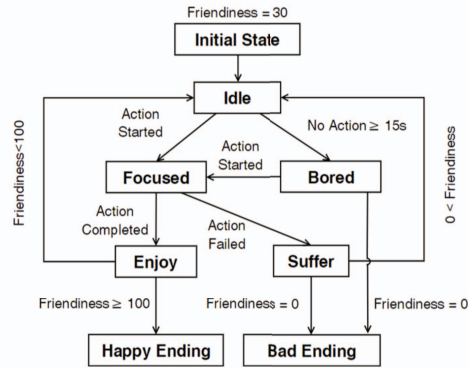 Friendiness = 30
Initial State
Idle
Action
Started
No Action ≥ 15s
Friendiness<100
0 < Friendiness
Action
Started
Focused
Bored
Action
Completed
Action
Failed
Enjoy
Suffer
Friendiness ≥ 100
Friendiness = 0
Friendiness = 0
Happy Ending
Bad Ending